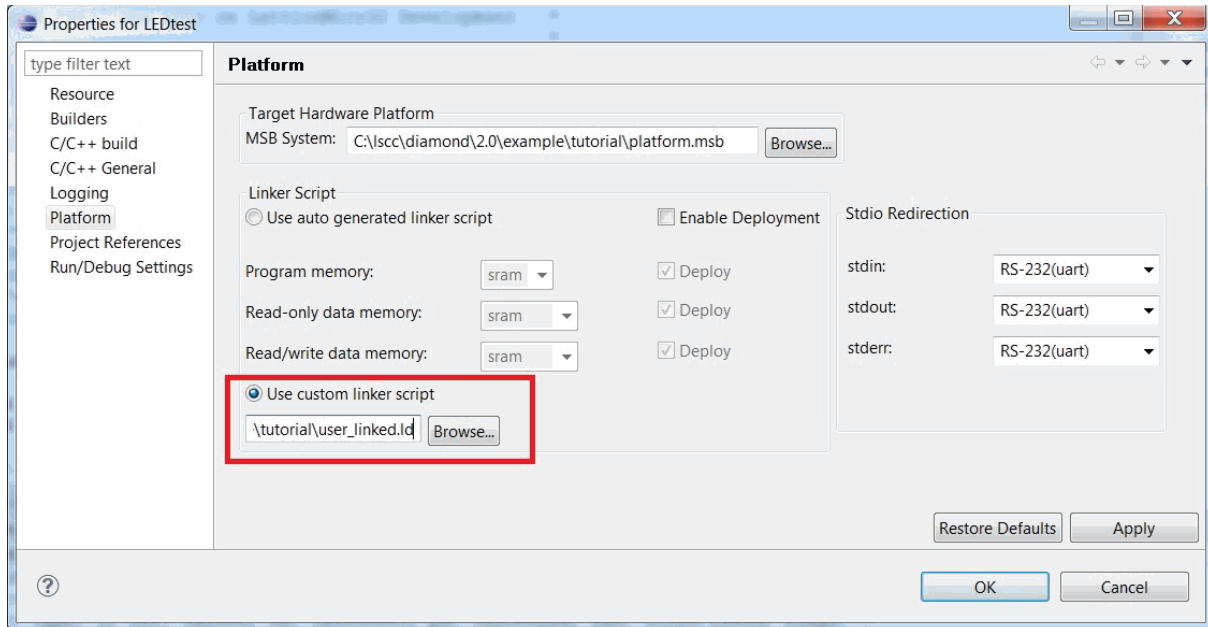 Properties for LEDtest
type filter text
Resource
Builders
C/C++ build
C/C++ General
Logging
Platform
Project References
Run/Debug Settings
Platform
Target Hardware Platform
MSB System: C:\lscc\diamond\2.0\example\tutorial\platform.msb Browse...
Linker Script
Use auto generated linker script Enable Deployment
Program memory: sram Deploy
Read-only data memory: sram Deploy
Read/write data memory: sram Deploy
Use custom linker script
\tutorial\user_linked.ld Browse...
Stdio Redirection
stdin: RS-232(uart)
stdout: RS-232(uart)
stderr: RS-232(uart)
Restore Defaults Apply
OK Cancel